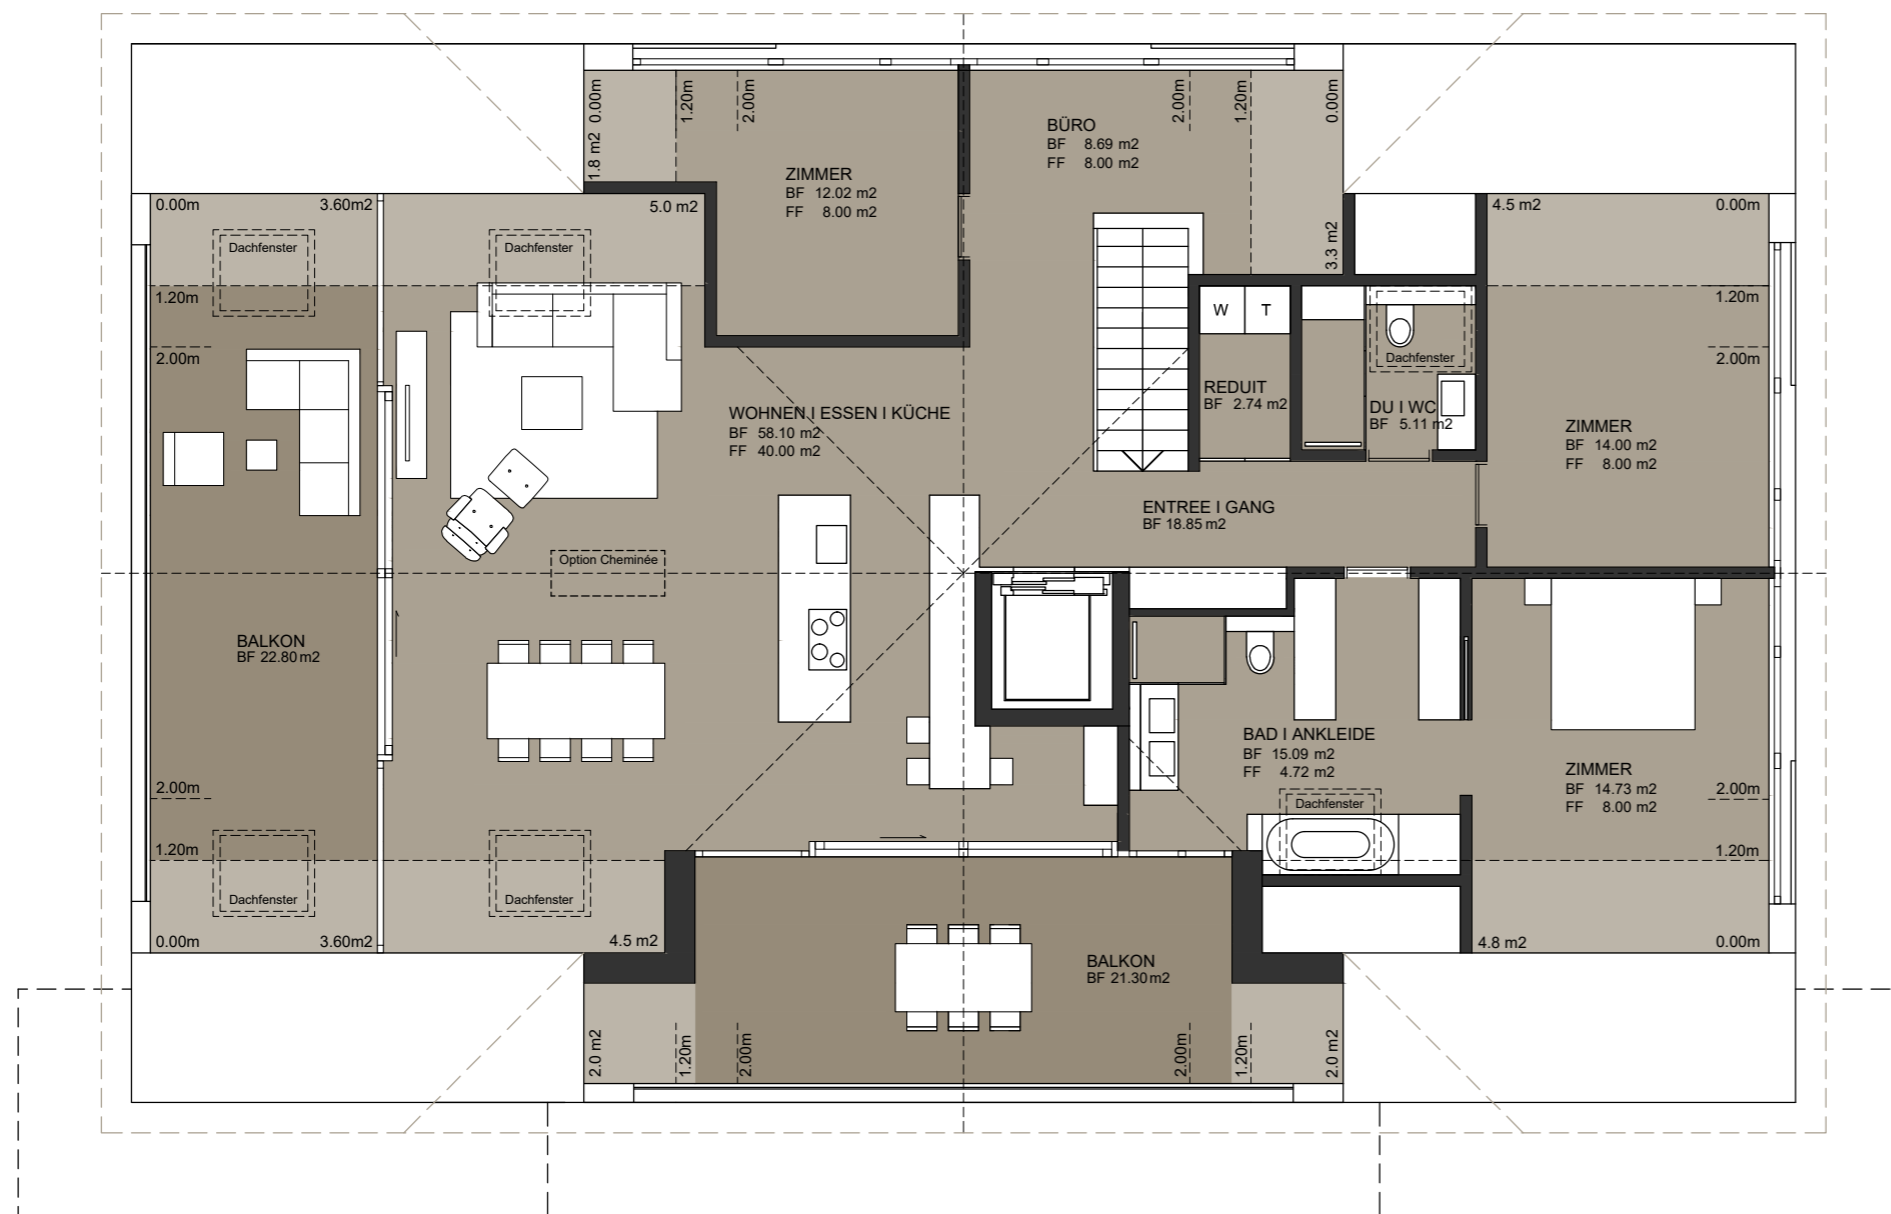 0.00m
1.20m
2.00m
1.8 m2
ZIMMER
BF 12.02 m2
FF 8.00 m2
BÜRO
BF 8.69 m2
FF 8.00 m2
2.00m
1.20m
0.00m
3.3 m2
0.00m
3.60m2
5.0 m2
Dachfenster
Dachfenster
1.20m
2.00m
4.5 m2
0.00m
1.20m
2.00m
W
T
Dachfenster
REDUIT
BF 2.74 m2
DU I WC
BF 5.11 m2
WOHNEN I ESSEN I KÜCHE
BF 58.10 m2
FF 40.00 m2
ZIMMER
BF 14.00 m2
FF 8.00 m2
ENTREE I GANG
BF 18.85 m2
Option Cheminée
BALKON
BF 22.80 m2
BAD I ANKLEIDE
BF 15.09 m2
FF 4.72 m2
Dachfenster
ZIMMER
BF 14.73 m2
FF 8.00 m2
2.00m
1.20m
2.00m
1.20m
Dachfenster
Dachfenster
0.00m
3.60m2
4.5 m2
4.8 m2
0.00m
BALKON
BF 21.30 m2
2.0 m2
1.20m
2.00m
2.00m
1.20m
2.0 m2